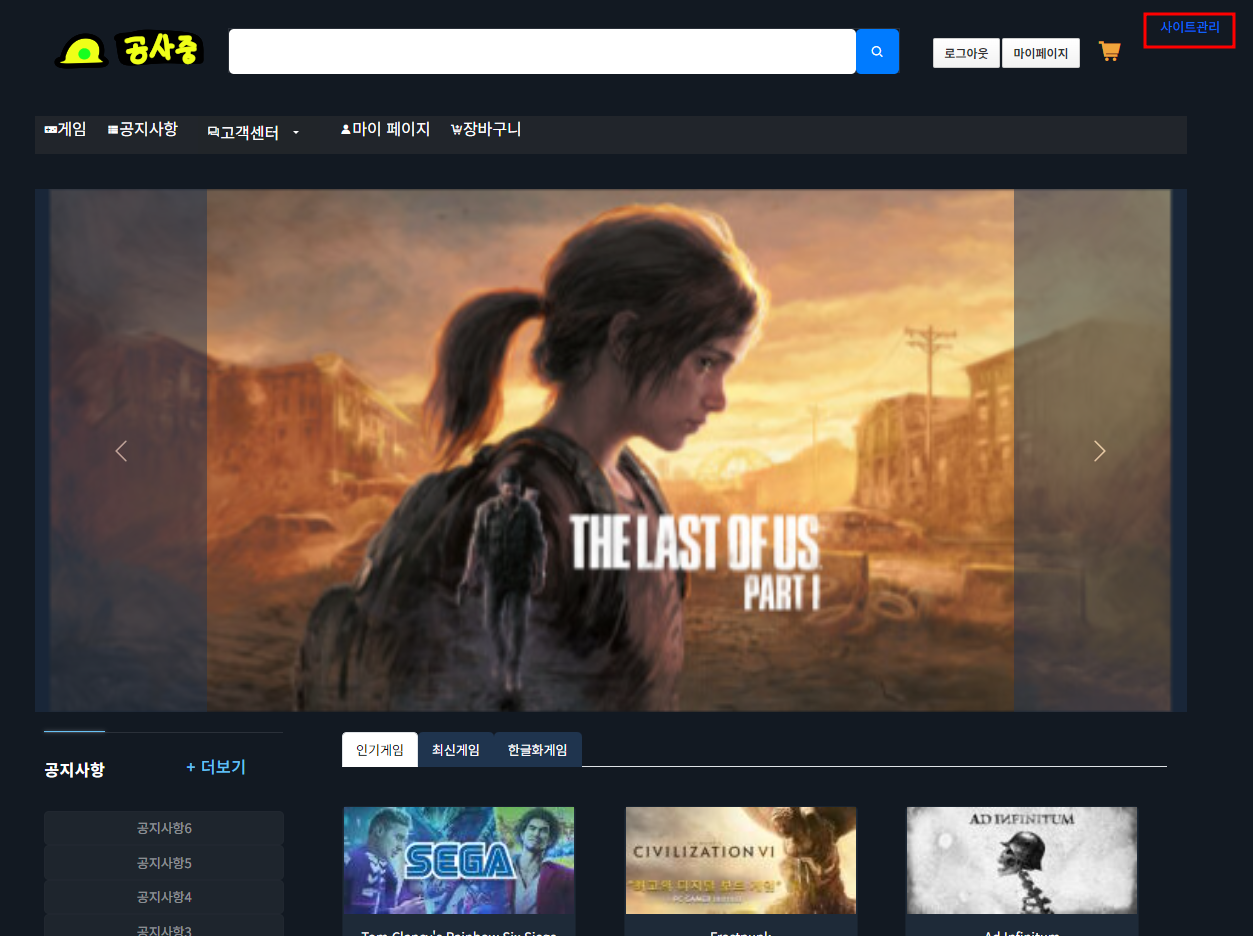 사이트관리
공사중
로그아웃 마이페이지
게임 공지사항 고객센터 마이 페이지 장바구니
THE LAST OF US
PART I
인기게임 최신게임 한글화게임
공지사항 + 더보기
공지사항6
공지사항5
공지사항4
공지사항3
SEGA
CIVILIZATION VI
"최고의 디지털 보드 게임"
PC GAMER
AD INFINITUM
Tom Clancy's Rainbow Six Siege
Frostpunk
Ad Infinitum